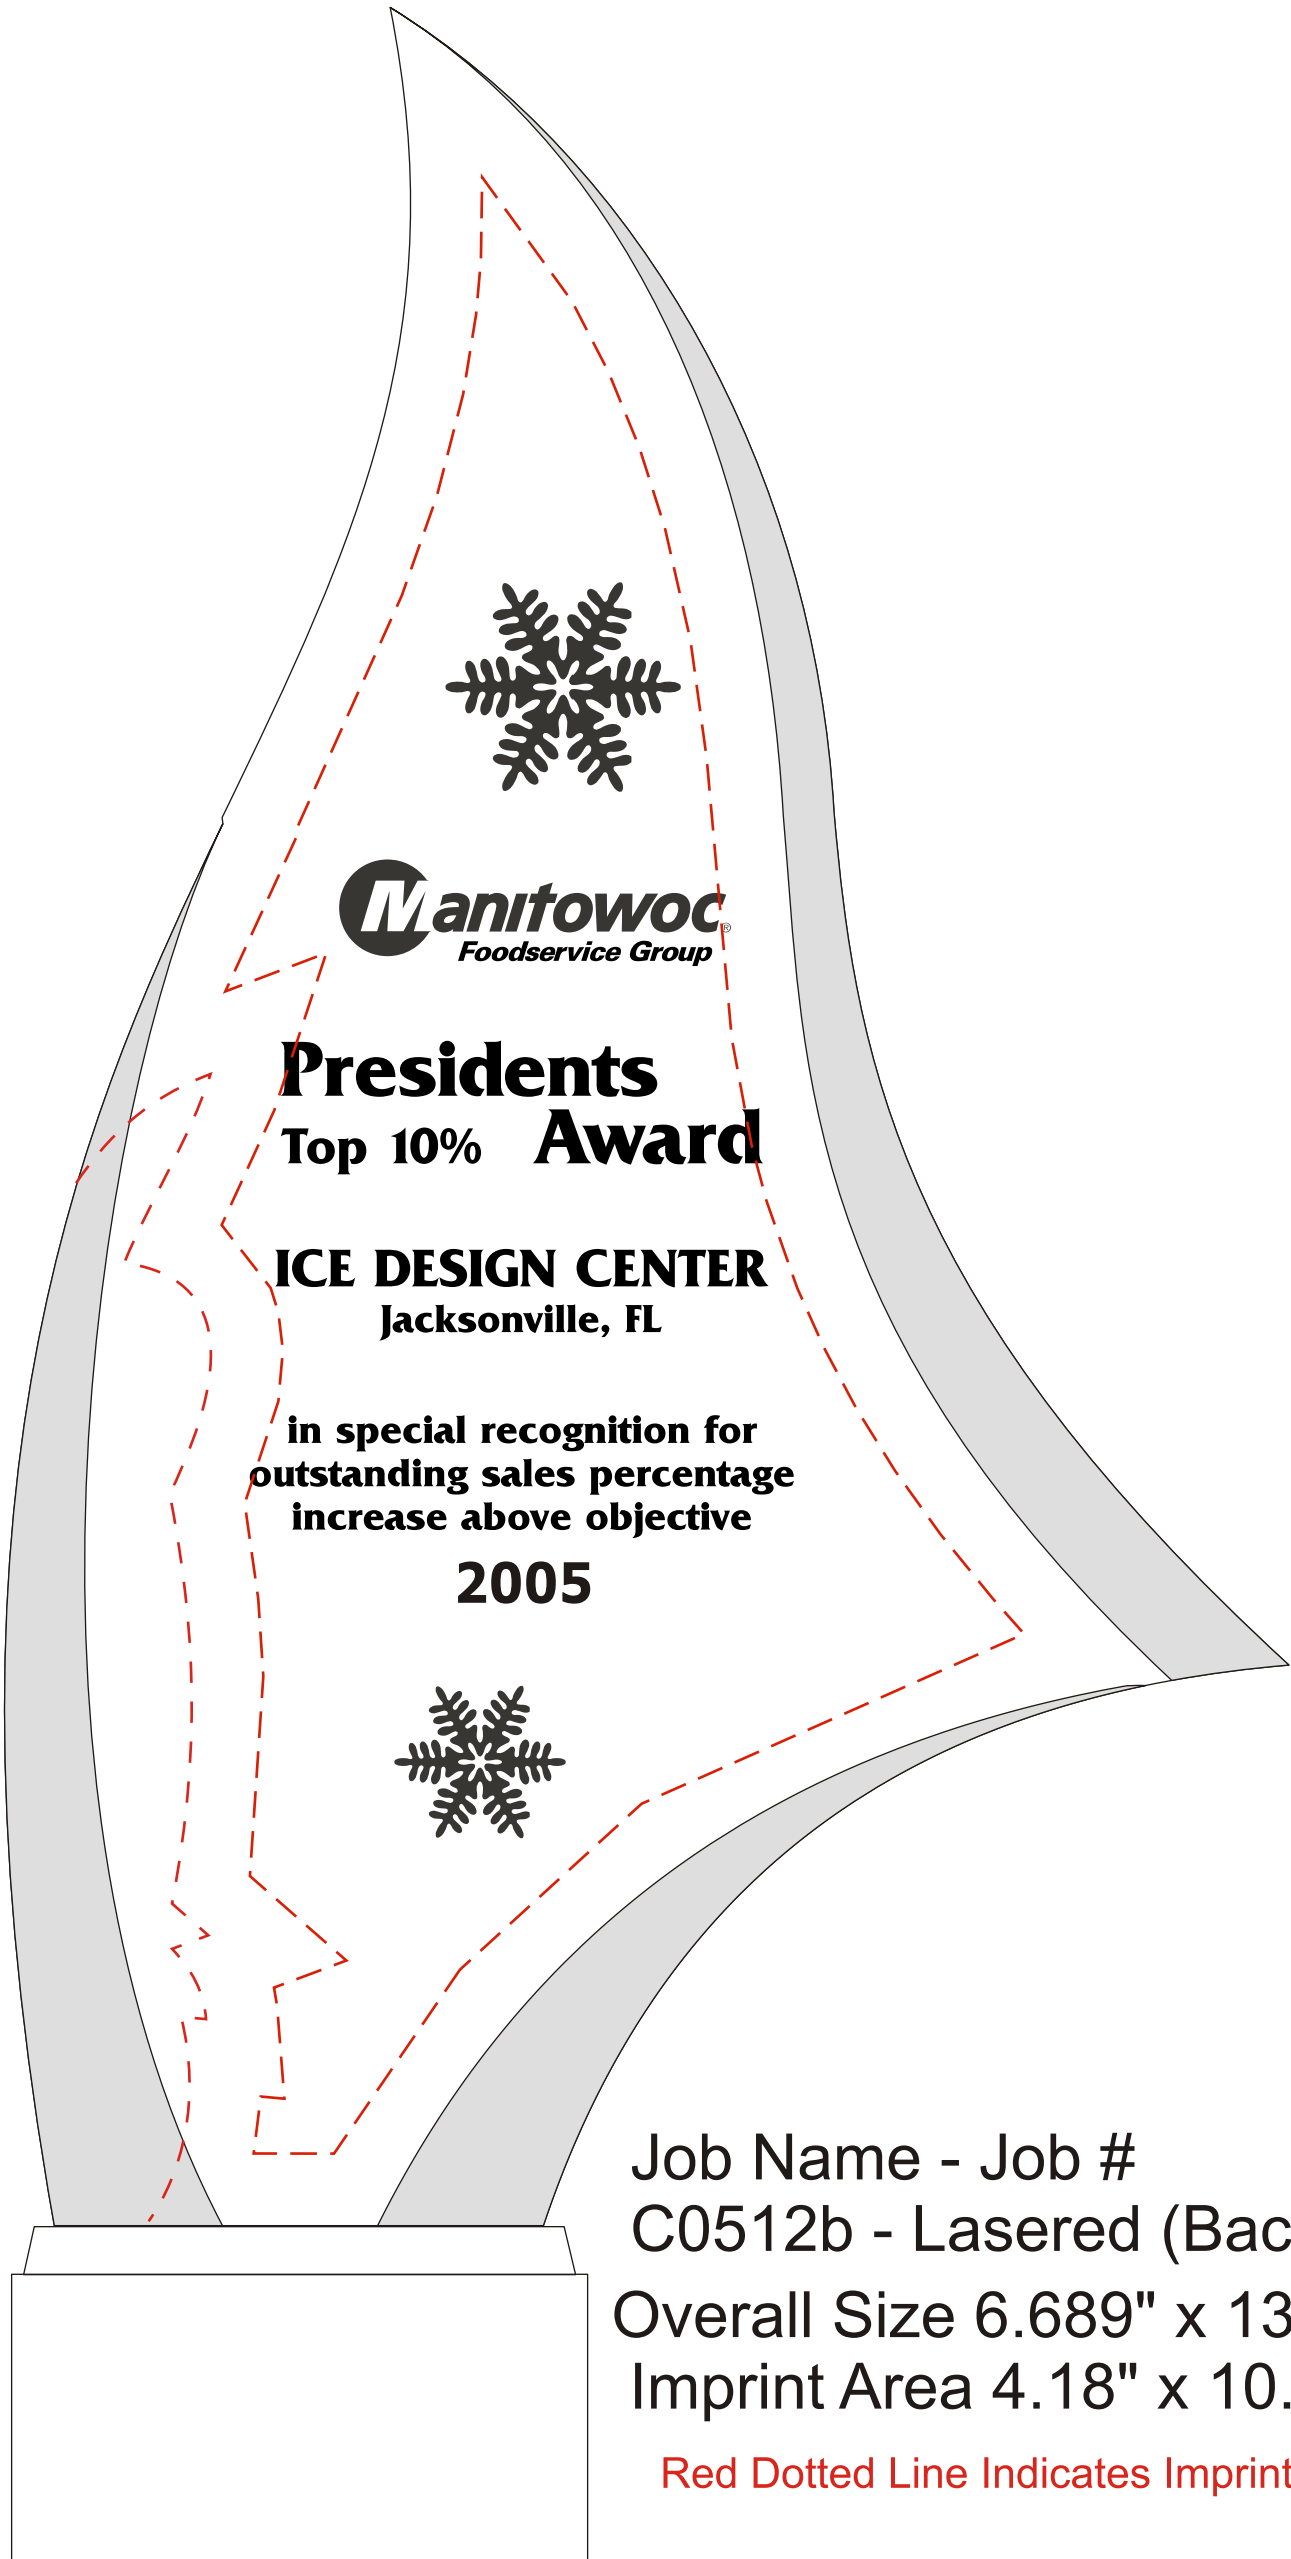 Manitowoc®
Foodservice Group
Presidents
Top 10% Award
ICE DESIGN CENTER
Jacksonville, FL
in special recognition for
outstanding sales percentage
increase above objective
2005
Job Name - Job #
C0512b - Lasered (Bac
Overall Size 6.689" x 13
Imprint Area 4.18" x 10.
Red Dotted Line Indicates Imprint